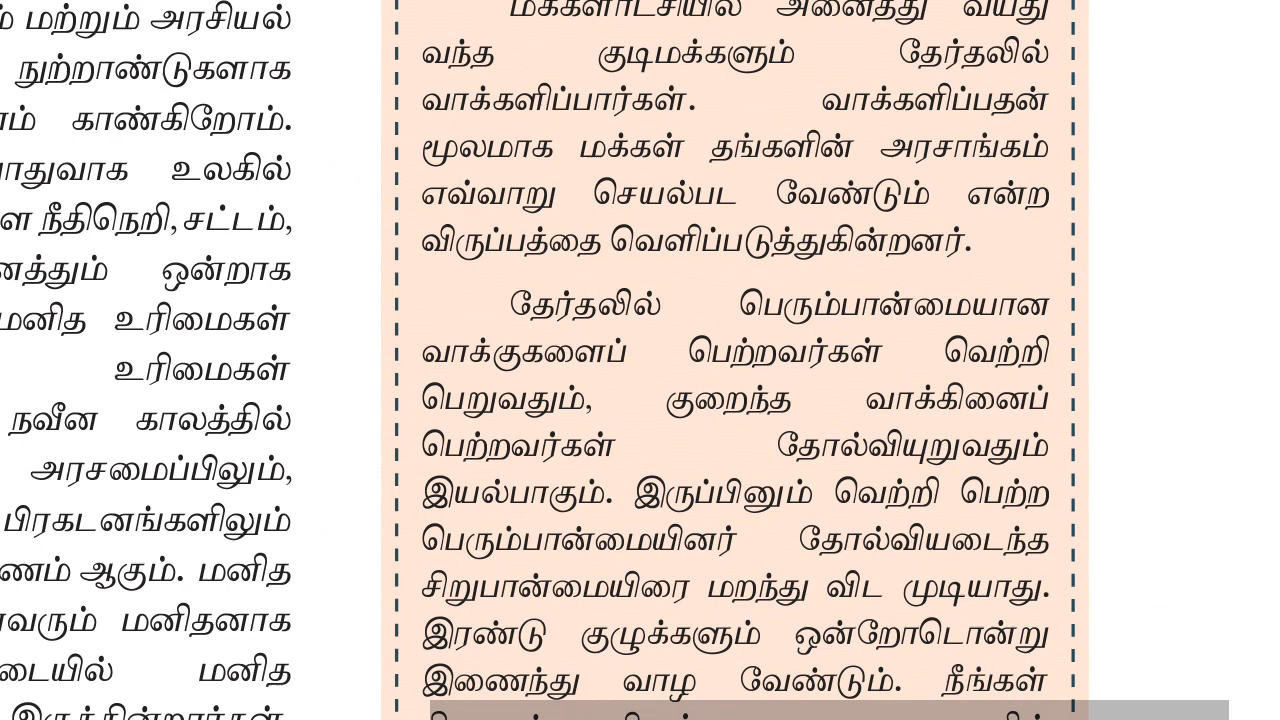 மற்றும் அரசியல்
நுற்றாண்டுகளாக
காண்கிறோம்.
உலகில்
நீதிநெறி, சட்டம்,
ஒன்றாக
மனித உரிமைகள்
உரிமைகள்
நவீன காலத்தில்
அரசமைப்பிலும்,
பிரகடனங்களிலும்
ஆகும். மனித
மனிதனாக
மனித
மக்களாட்சியில் அனைத்து வயது
வந்த குடிமக்களும் தேர்தலில்
வாக்களிப்பார்கள். வாக்களிப்பதன்
மூலமாக மக்கள் தங்களின் அரசாங்கம்
எவ்வாறு செயல்பட வேண்டும் என்ற
விருப்பத்தை வெளிப்படுத்துகின்றனர்.
தேர்தலில் பெரும்பான்மையான
வாக்குகளைப் பெற்றவர்கள் வெற்றி
பெறுவதும், குறைந்த வாக்கினைப்
பெற்றவர்கள் தோல்வியுறுவதும்
இயல்பாகும். இருப்பினும் வெற்றி பெற்ற
பெரும்பான்மையினர் தோல்வியடைந்த
சிறுபான்மையிரை மறந்து விட முடியாது.
இரண்டு குழுக்களும் ஒன்றோடொன்று
இணைந்து வாழ வேண்டும். நீங்கள்